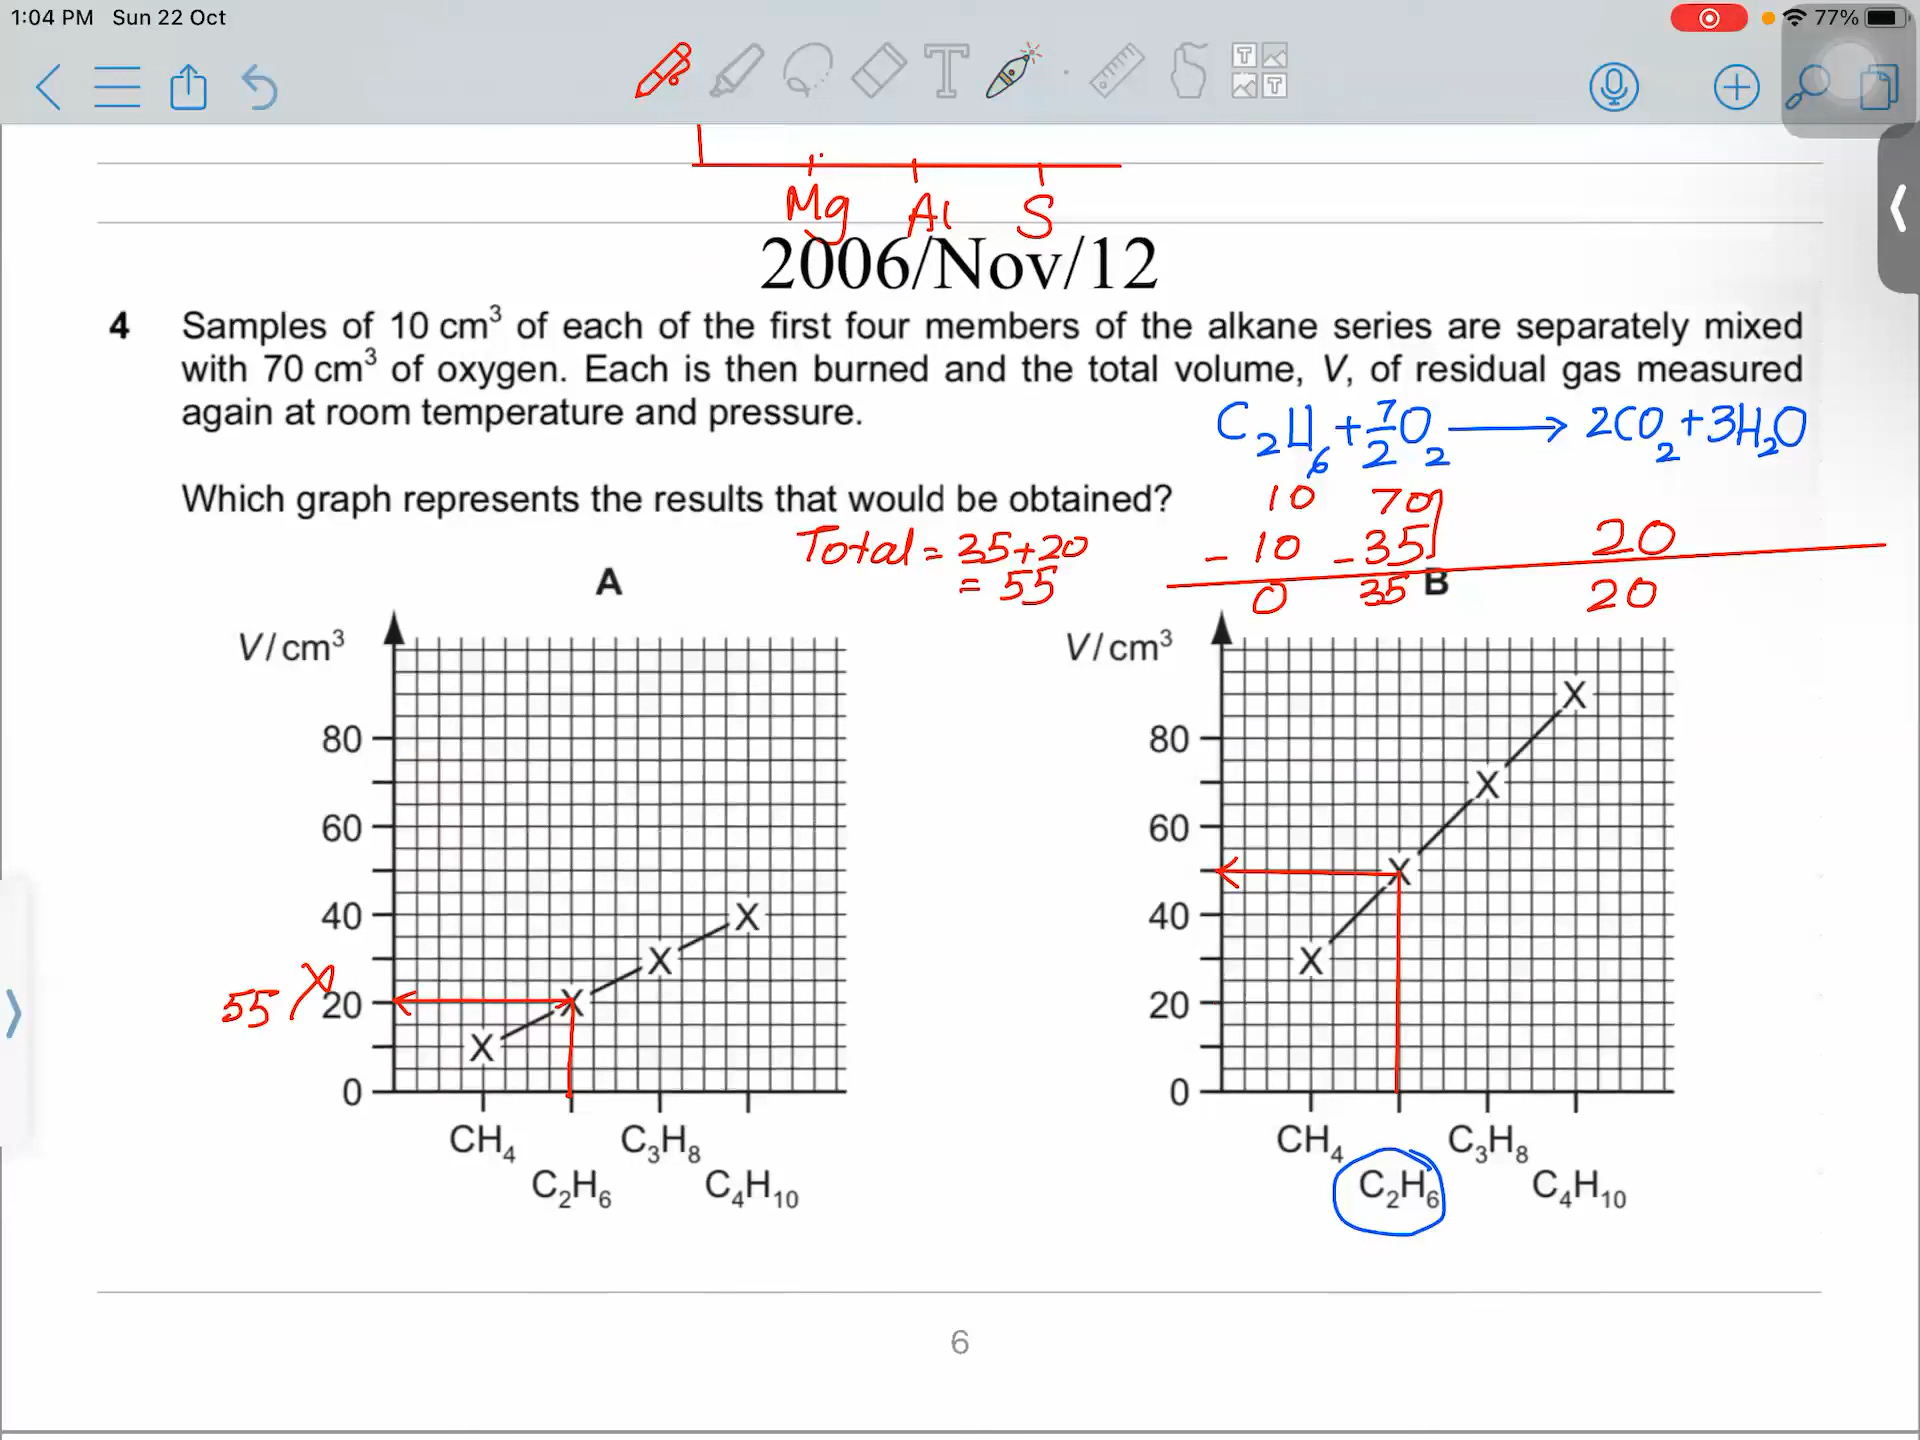 1:04 PM Sun 22 Oct 77%
Mg Al S
2006/Nov/12
4 Samples of 10 cm³ of each of the first four members of the alkane series are separately mixed
with 70 cm³ of oxygen. Each is then burned and the total volume, V, of residual gas measured
again at room temperature and pressure.
C₂H₆ + 7/2 O₂ ⟶ 2CO₂ + 3H₂O
Which graph represents the results that would be obtained?
10 70
Total = 35+20
= 55
- 10 - 35 20
0 35 20
A
V/cm³
80
60
40
20
0
55 X
CH₄ C₃H₈
C₂H₆ C₄H₁₀
B
V/cm³
80
60
40
20
0
CH₄ C₃H₈
C₂H₆ C₄H₁₀
6